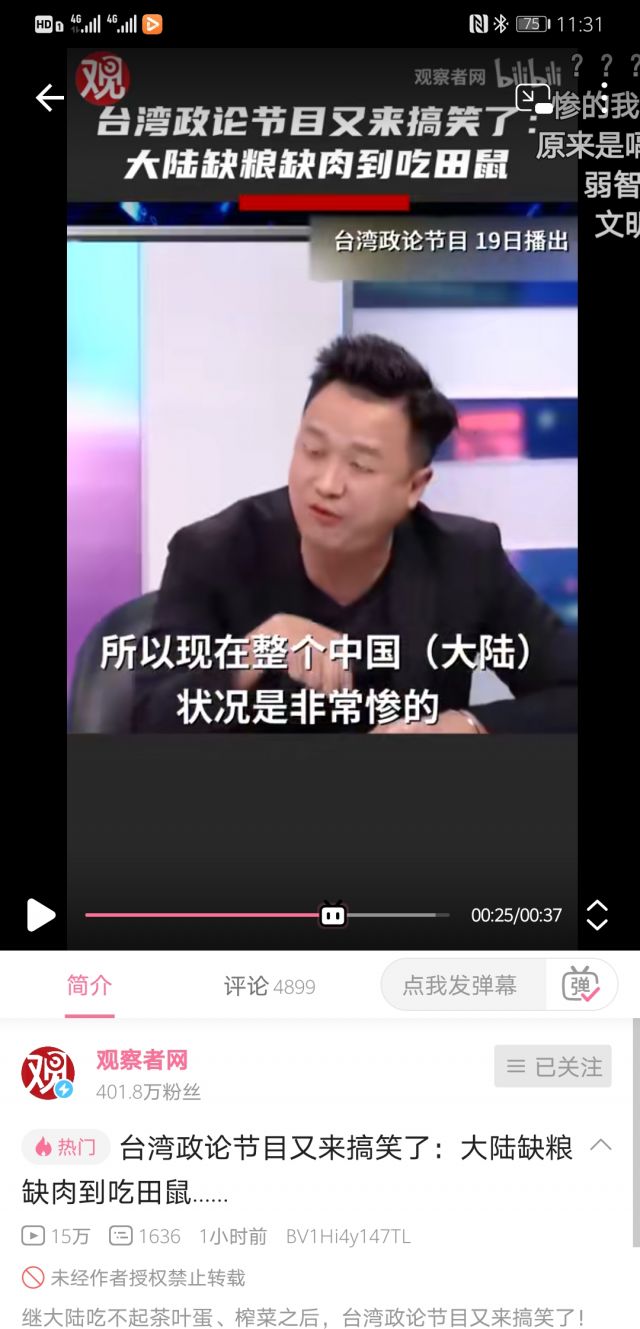 HD 1 4G 4G 75 11:31
观
观察者网 bilibili ？？？
台湾政论节目又来搞笑了：
惨的我
大陆缺粮缺肉到吃田鼠
原来是
弱智
文明
台湾政论节目 19日播出
所以现在整个中国（大陆）
状况是非常惨的
00:25/00:37
简介 评论 4899 点我发弹幕 弹
观 观察者网 已关注
401.8万粉丝
热门 台湾政论节目又来搞笑了：大陆缺粮
缺肉到吃田鼠......
15万 1636 1小时前 BV1Hi4y147TL
未经作者授权禁止转载
继大陆吃不起茶叶蛋、榨菜之后，台湾政论节目又来搞笑了！